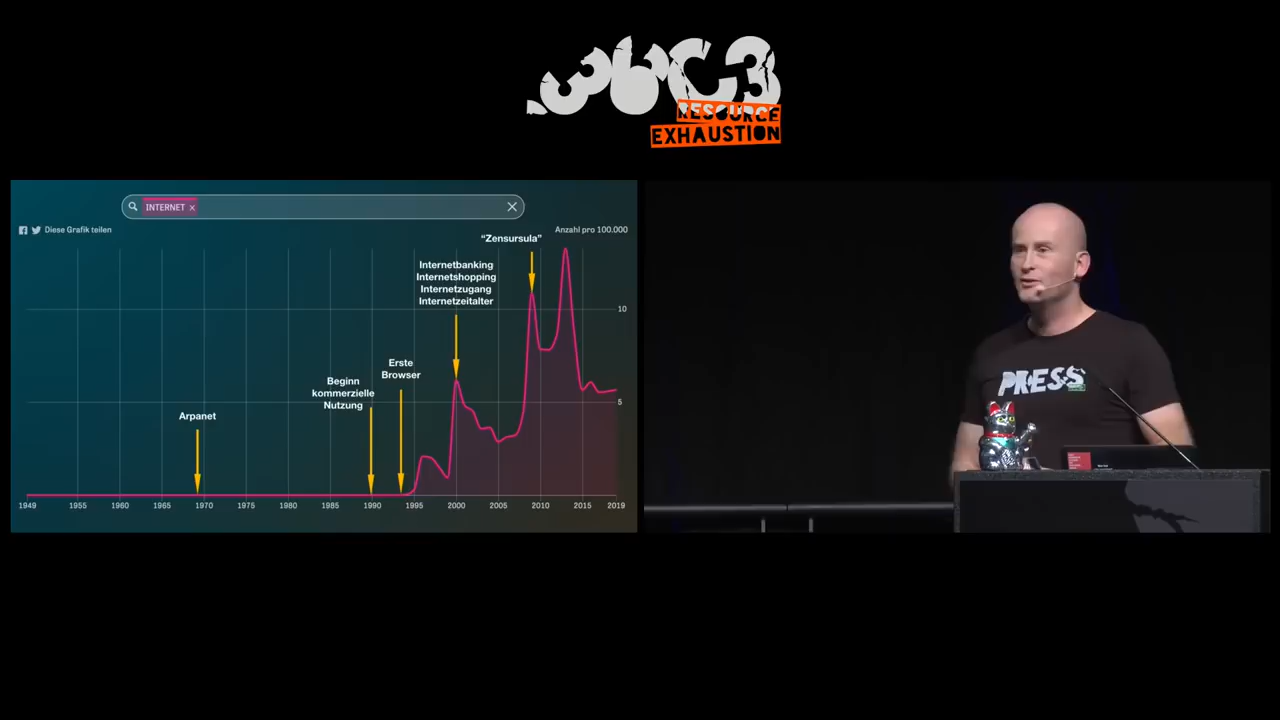 36C3
RESOURCE
EXHAUSTION
INTERNET ×
Diese Grafik teilen
Anzahl pro 100.000
“Zensursula”
Internetbanking
Internetshopping
Internetzugang
Internetzeitalter
10
Erste
Browser
Beginn
kommerzielle
Nutzung
5
Arpanet
1949 1955 1960 1965 1970 1975 1980 1985 1990 1995 2000 2005 2010 2015 2019
PRESS